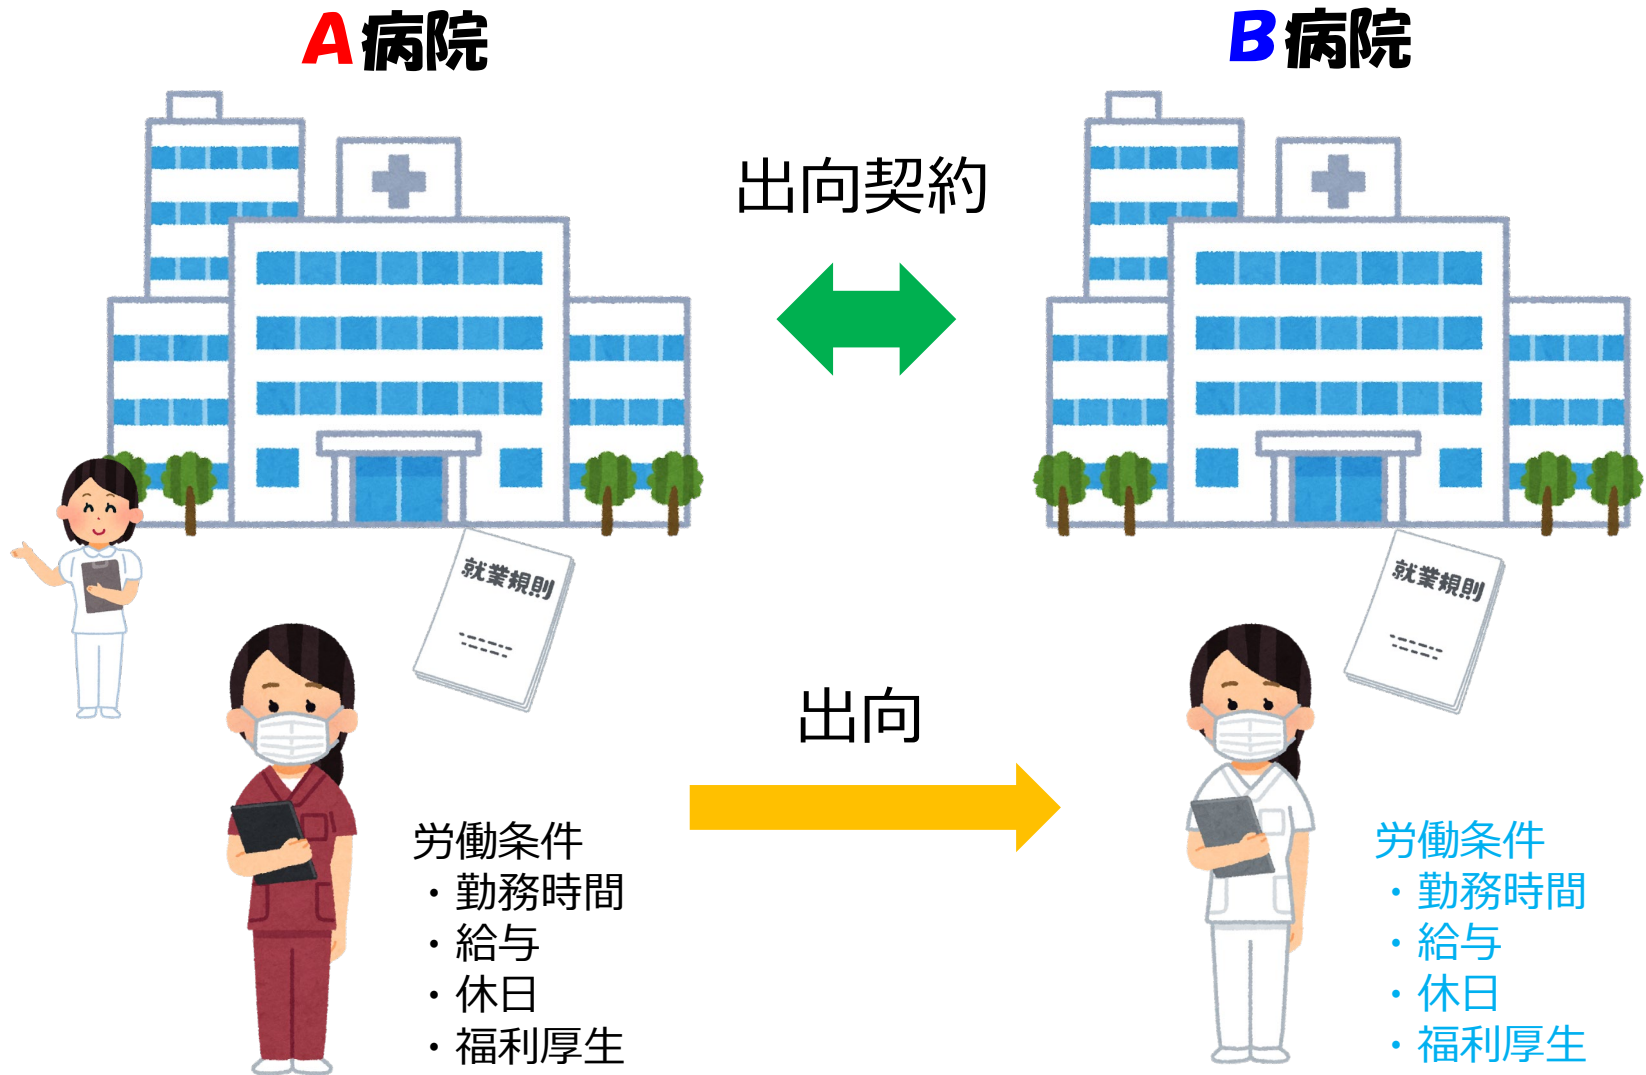 A病院
B病院
出向契約
就業規則
就業規則
出向
労働条件
・勤務時間
・給与
・休日
・福利厚生
労働条件
・勤務時間
・給与
・休日
・福利厚生